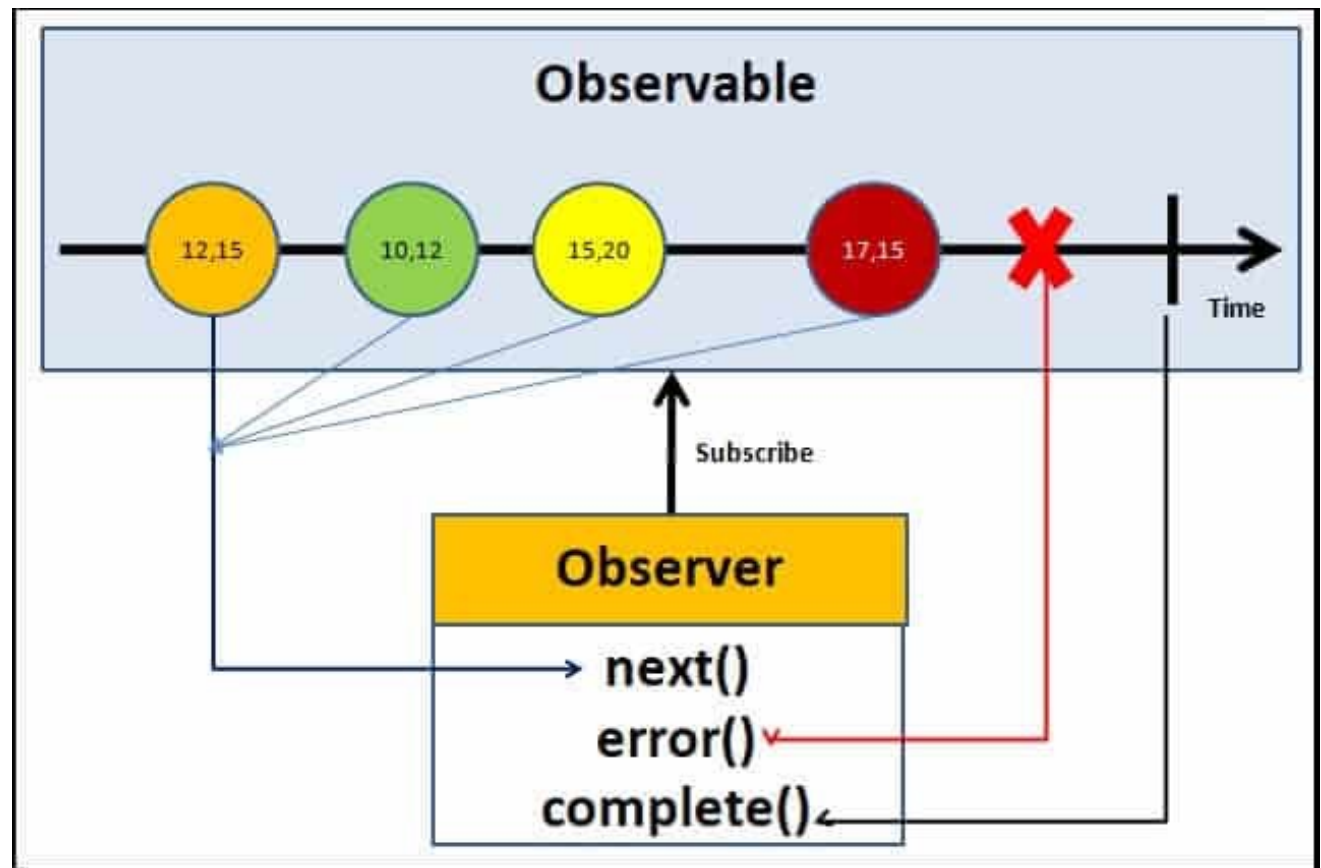 Observable
12,15
10,12
15,20
17,15
Time
Subscribe
Observer
next()
error()
complete()